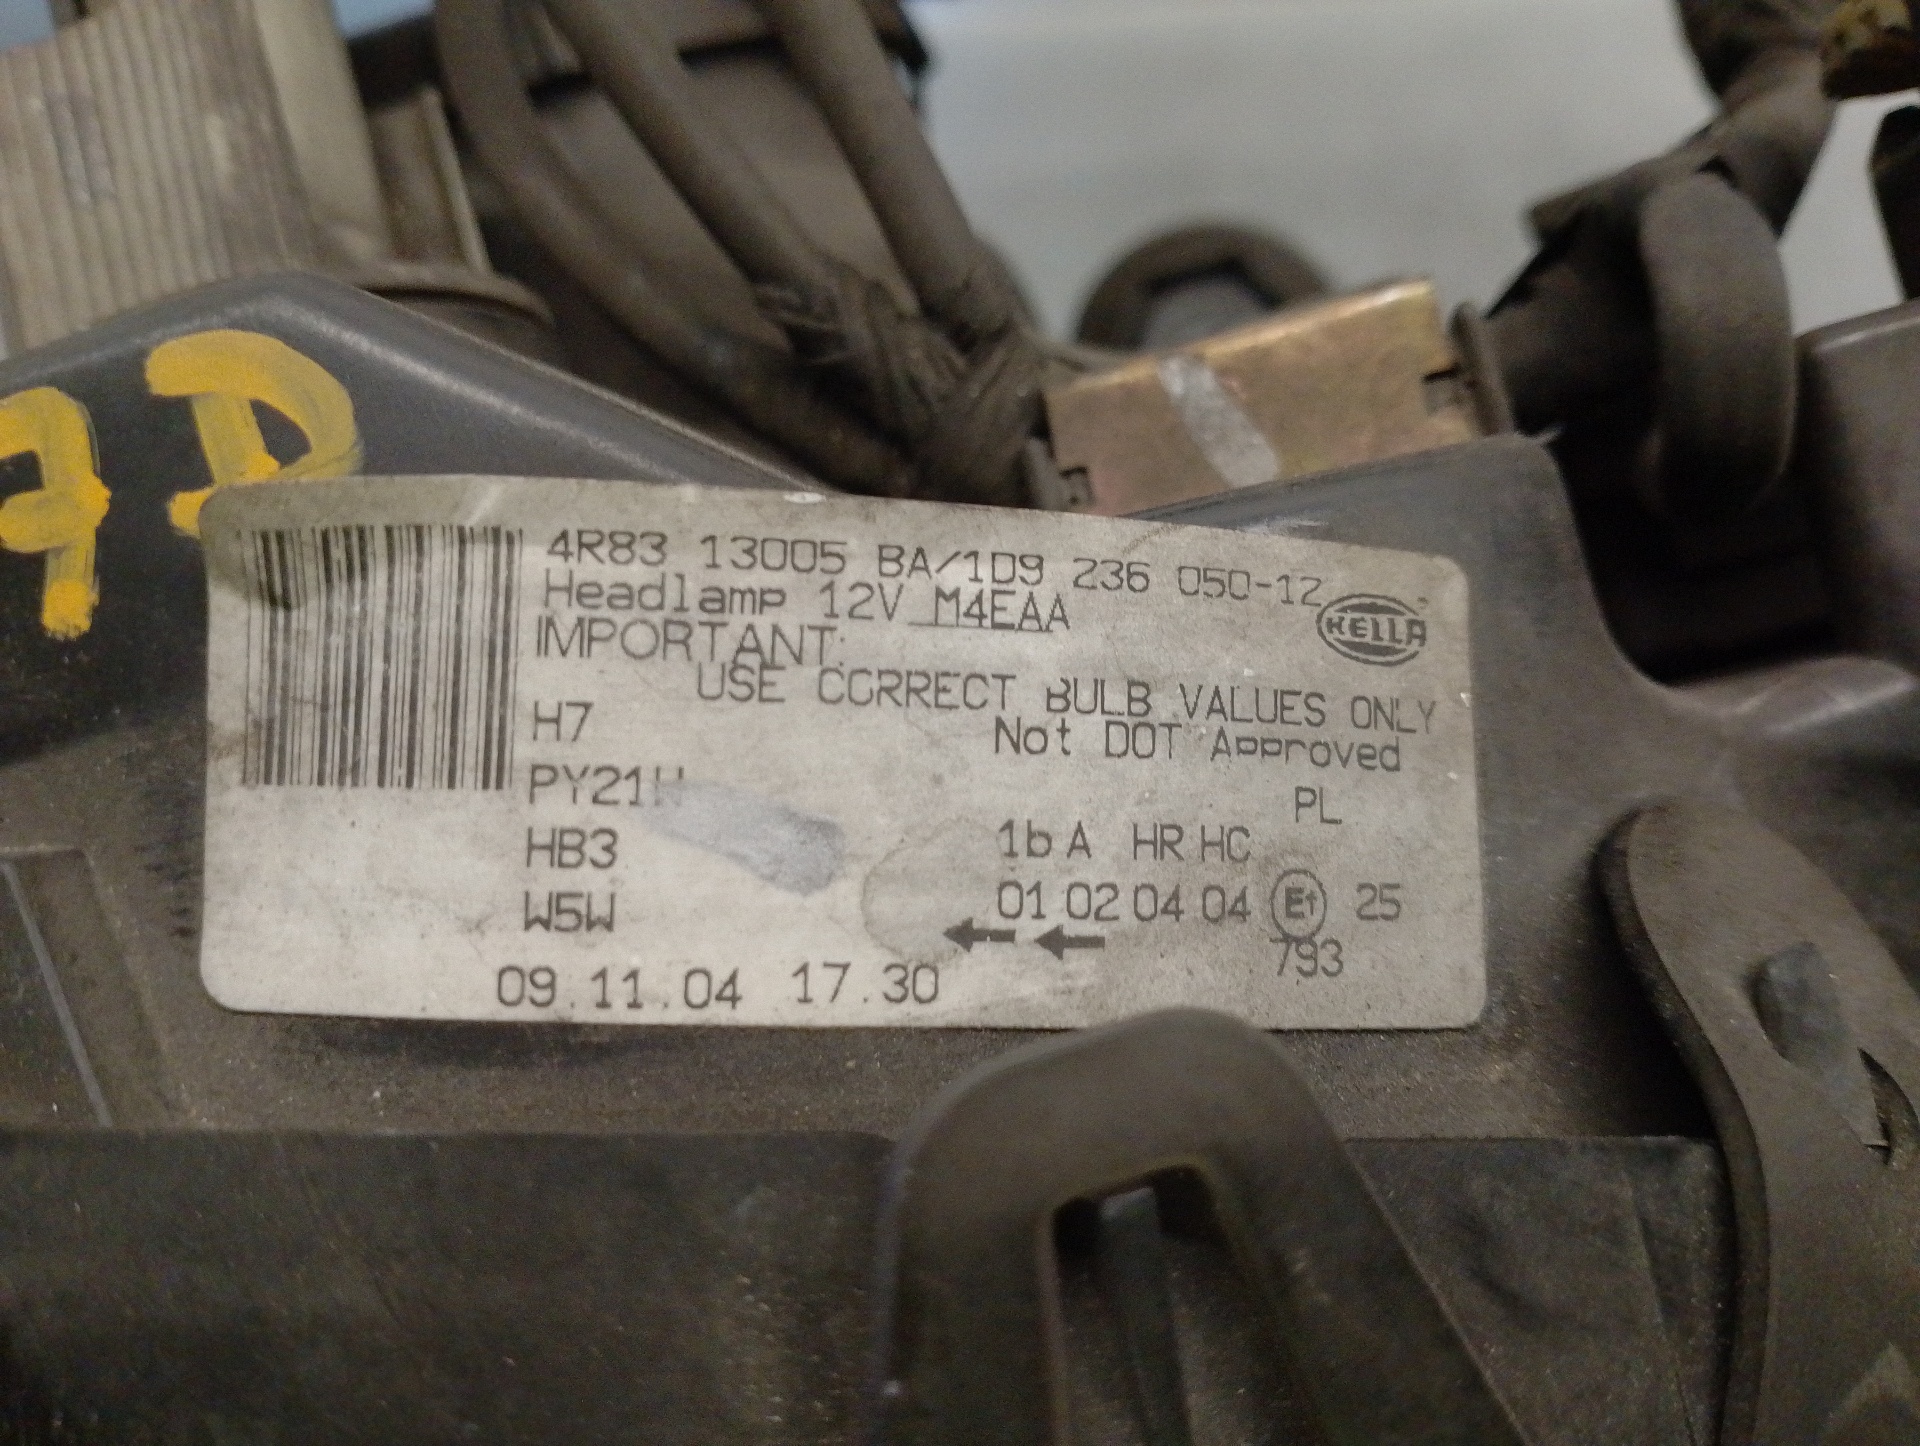 4R83 13005 BA/1D9 236 050-12
Headlamp 12V M4EAA
HELLA
IMPORTANT:
USE CORRECT BULB VALUES ONLY
H7
Not DOT Approved
PY21W
PL
HB3
1b A HR HC
W5W
01 02 04 04 E1 25
793
09.11.04 17.30